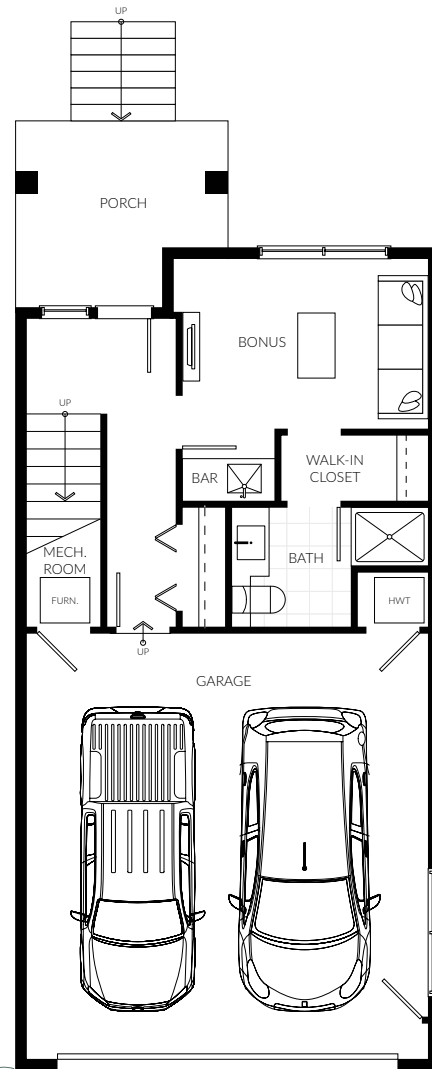 UP
PORCH
BONUS
UP
BAR
WALK-IN
CLOSET
MECH.
ROOM
BATH
FURN.
HWT
UP
GARAGE